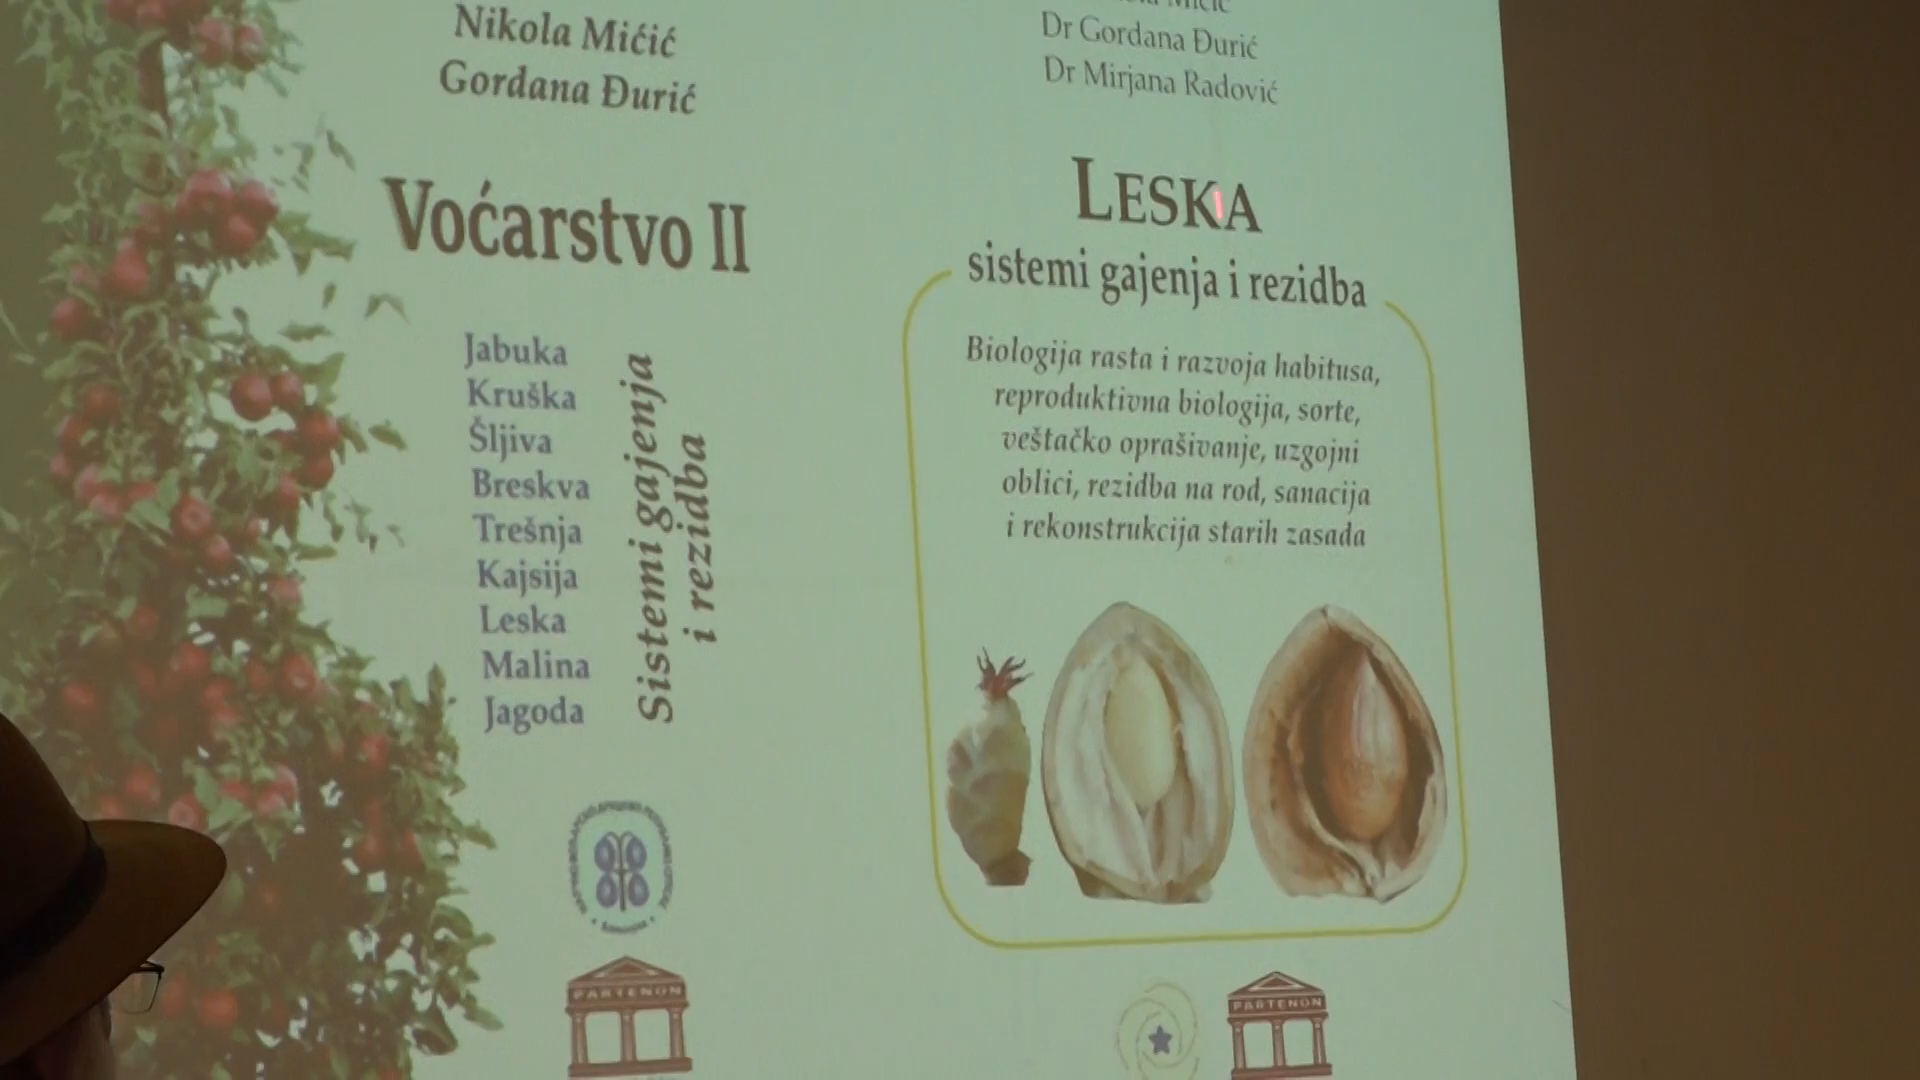 Nikola Mićić
Gordana Đurić
Voćarstvo II
Jabuka
Kruška
Šljiva
Breskva
Trešnja
Kajsija
Leska
Malina
Jagoda
Sistemi gajenja
i rezidba
PARTENON
Mićić
Dr Gordana Đurić
Dr Mirjana Radović
LESKA
sistemi gajenja i rezidba
Biologija rasta i razvoja habitusa,
reproduktivna biologija, sorte,
veštačko oprašivanje, uzgojni
oblici, rezidba na rod, sanacija
i rekonstrukcija starih zasada
PARTENON